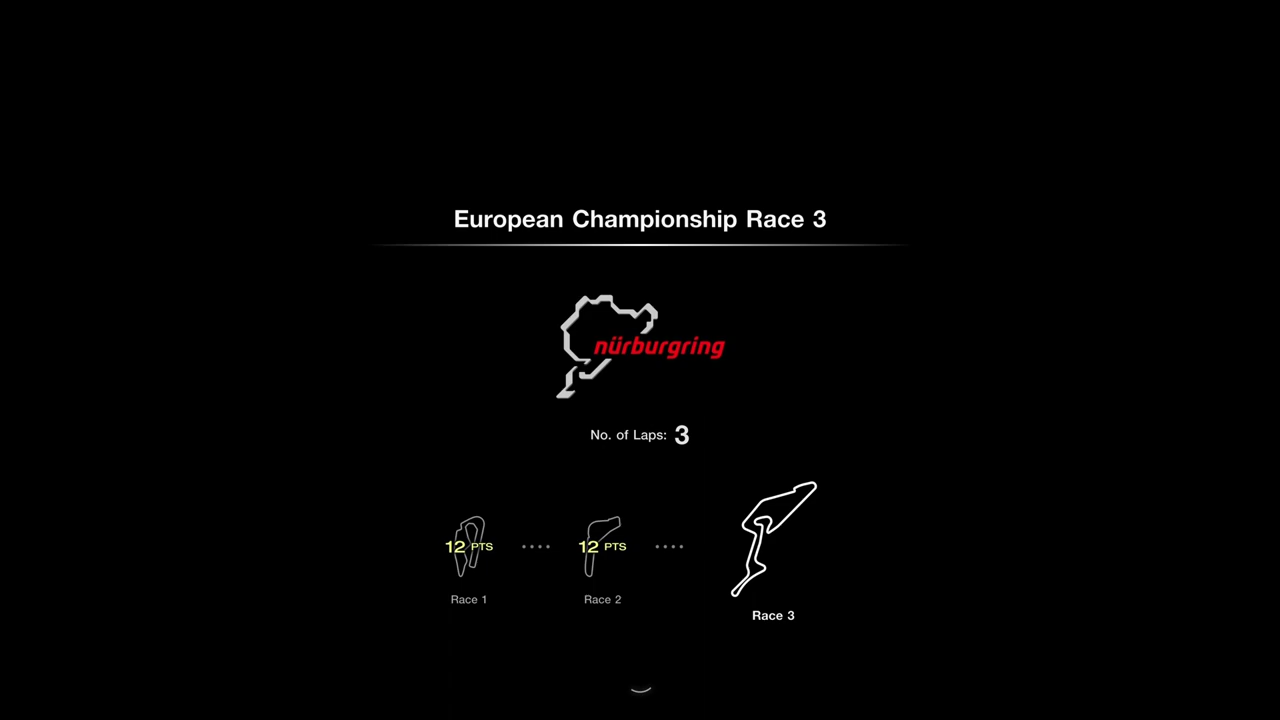 European Championship Race 3
nürburgring
No. of Laps: 3
12 PTS
12 PTS
Race 1
Race 2
Race 3